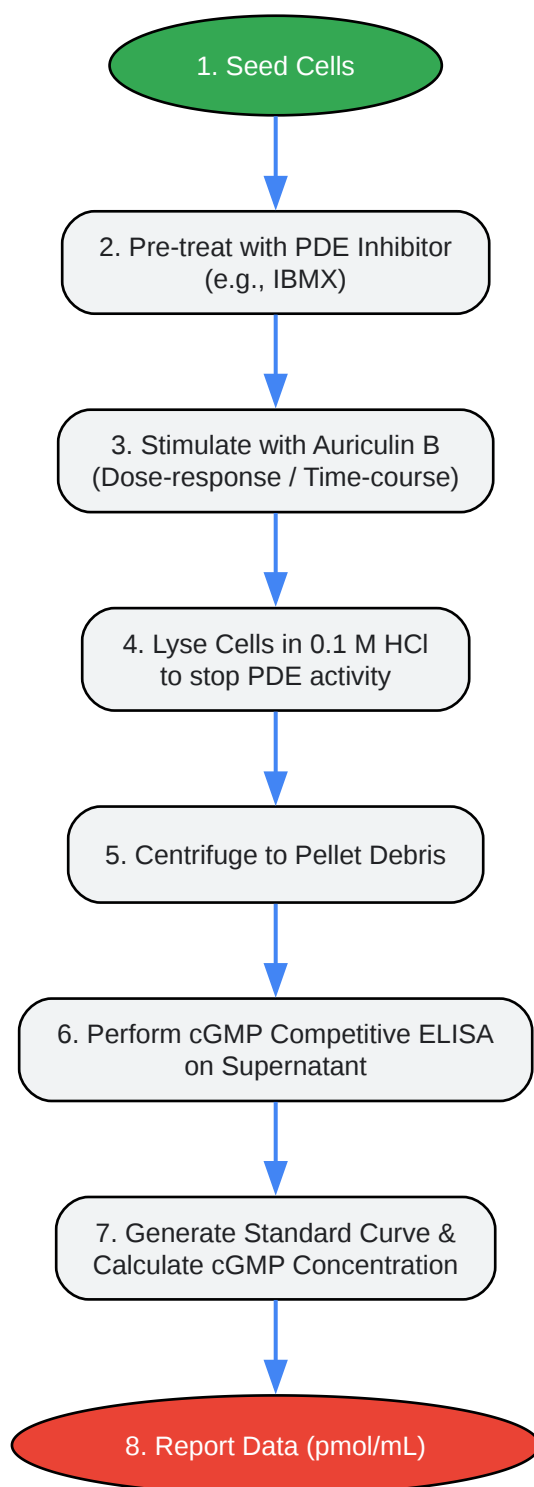 1. Seed Cells
2. Pre-treat with PDE Inhibitor
(e.g., IBMX)
3. Stimulate with Auriculin B
(Dose-response / Time-course)
4. Lyse Cells in 0.1 M HCl
to stop PDE activity
5. Centrifuge to Pellet Debris
6. Perform cGMP Competitive ELISA
on Supernatant
7. Generate Standard Curve &
Calculate cGMP Concentration
8. Report Data (pmol/mL)